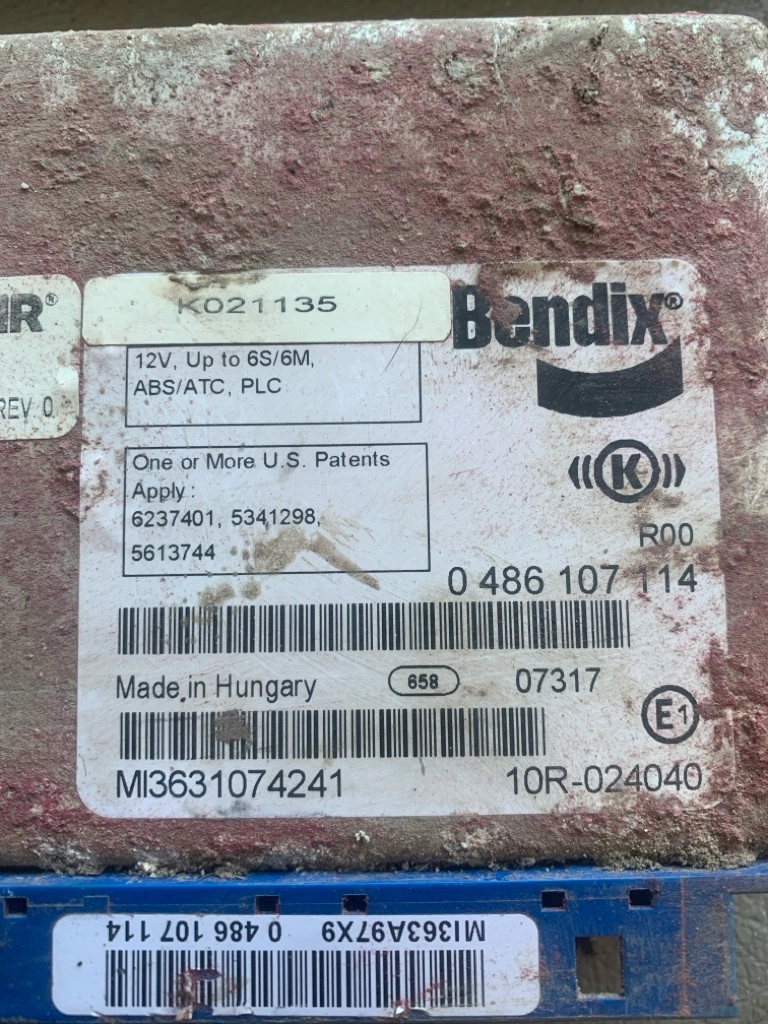 IR®
REV 0
K021135
Bendix®
12V, Up to 6S/6M,
ABS/ATC, PLC
One or More U.S. Patents
Apply :
6237401, 5341298,
5613744
K
R00
0 486 107 114
Made in Hungary 658 07317
E1
MI3631074241 10R-024040
MI363A97X9 0 486 107 114